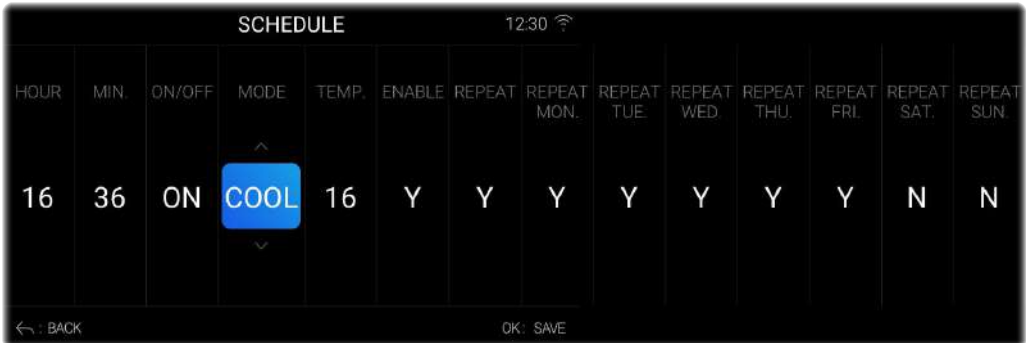 SCHEDULE 12:30
HOUR MIN. ON/OFF MODE TEMP. ENABLE REPEAT REPEAT REPEAT REPEAT REPEAT REPEAT REPEAT REPEAT
MON. TUE. WED. THU. FRI. SAT. SUN.
16 36 ON COOL 16 Y Y Y Y Y Y Y N N
: BACK OK: SAVE